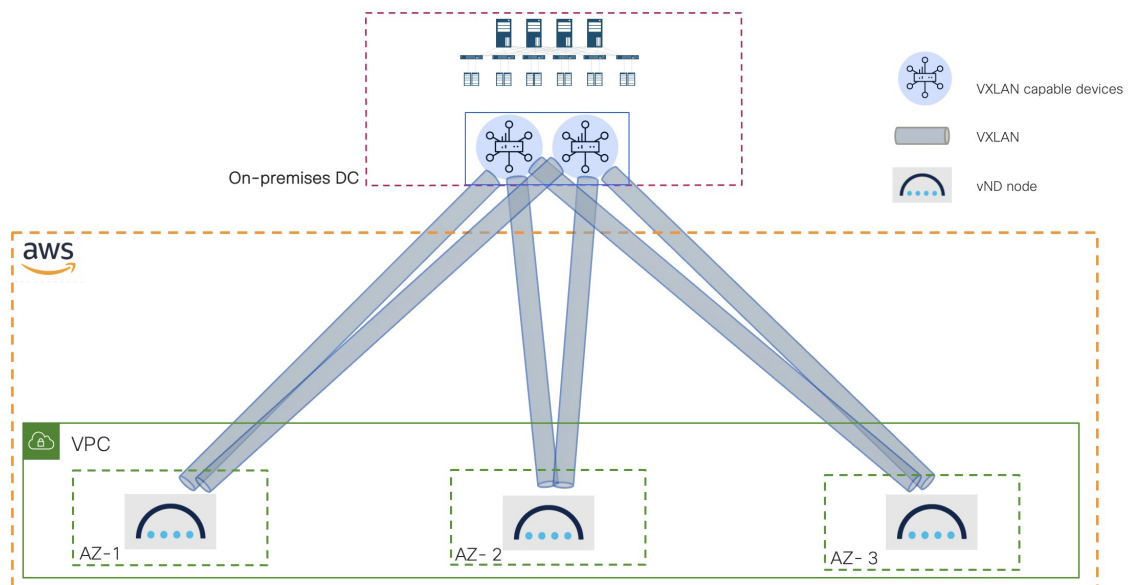 VXLAN capable devices
VXLAN
On-premises DC
vND node
aws
VPC
AZ-1
AZ- 2
AZ- 3